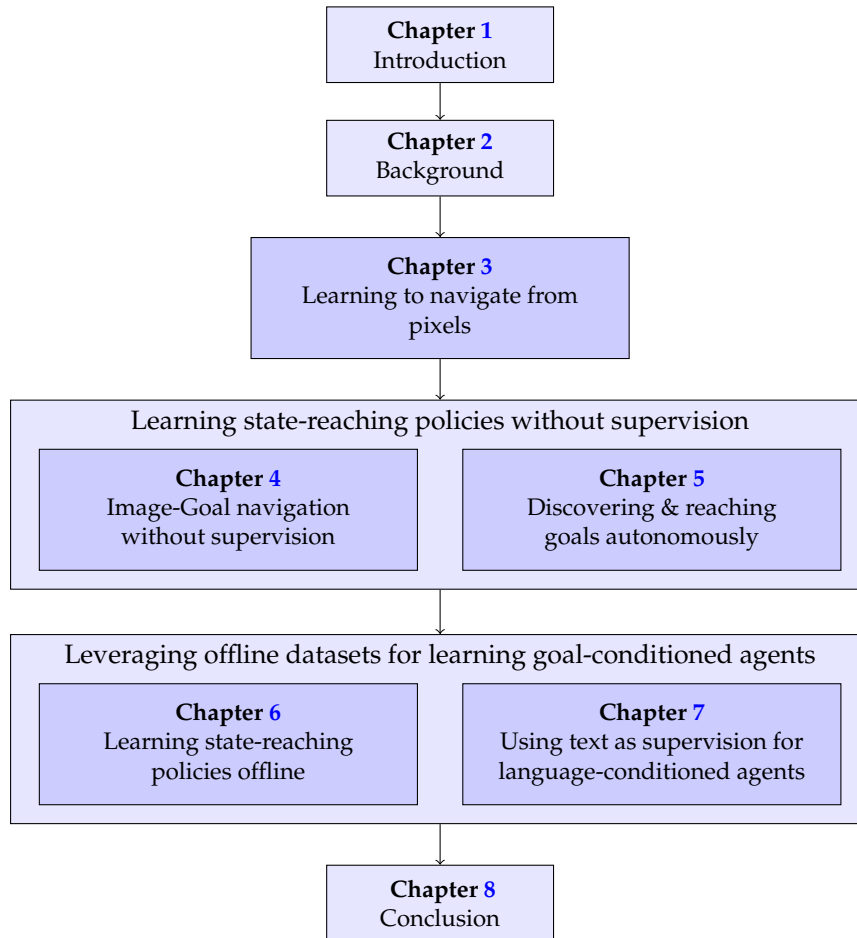 Chapter 1
Introduction
Chapter 2
Background
Chapter 3
Learning to navigate from
pixels
Learning state-reaching policies without supervision
Chapter 4
Image-Goal navigation
without supervision
Chapter 5
Discovering & reaching
goals autonomously
Leveraging offline datasets for learning goal-conditioned agents
Chapter 6
Learning state-reaching
policies offline
Chapter 7
Using text as supervision for
language-conditioned agents
Chapter 8
Conclusion